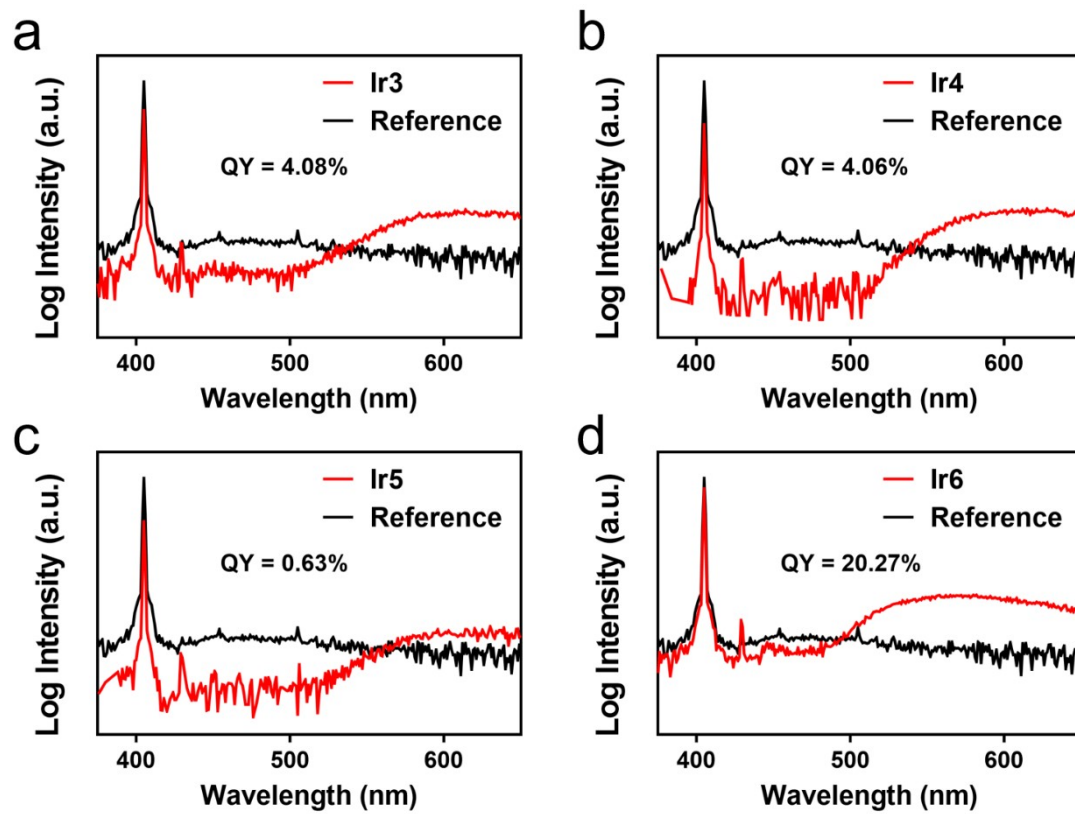 a
Log Intensity (a.u.)
Ir3
Reference
QY = 4.08%
400 500 600
Wavelength (nm)
b
Log Intensity (a.u.)
Ir4
Reference
QY = 4.06%
400 500 600
Wavelength (nm)
c
Log Intensity (a.u.)
Ir5
Reference
QY = 0.63%
400 500 600
Wavelength (nm)
d
Log Intensity (a.u.)
Ir6
Reference
QY = 20.27%
400 500 600
Wavelength (nm)